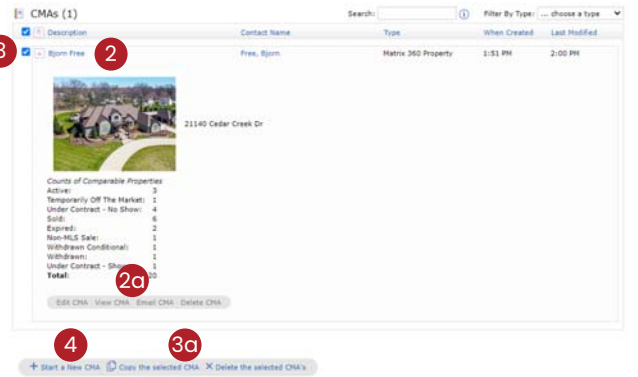 CMAs (1) Search: Filter By Type: ... choose a type
Description Contact Name Type When Created Last Modified
3 Bjorn Free 2 Free, Bjorn Matrix 360 Property 1:51 PM 2:00 PM
21140 Cedar Creek Dr
Counts of Comparable Properties
Active: 3
Temporarily Off The Market: 1
Under Contract - No Show: 4
Sold: 6
Expired: 2
Non-MLS Sale: 1
Withdrawn Conditional: 1
Withdrawn: 1
Under Contract - Show: 1
Total: 20
2a
Edit CMA View CMA Email CMA Delete CMA
4 3a
Start a New CMA Copy the selected CMA Delete the selected CMA's